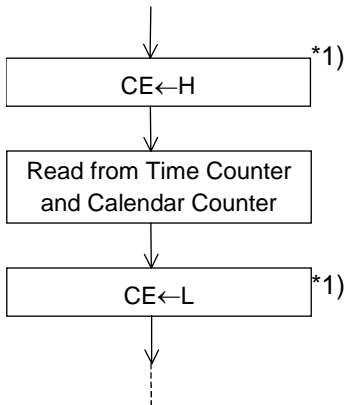 *1)
CE←H
Read from Time Counter
and Calendar Counter
*1)
CE←L